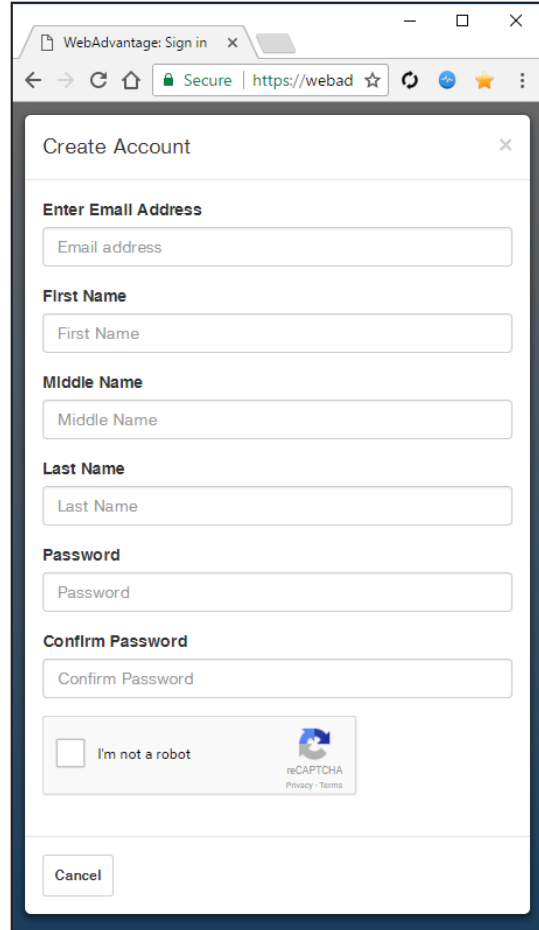 WebAdvantage: Sign in
Secure | https://webad
Create Account
Enter Email Address
Email address
First Name
First Name
Middle Name
Middle Name
Last Name
Last Name
Password
Password
Confirm Password
Confirm Password
I'm not a robot
reCAPTCHA
Privacy - Terms
Cancel